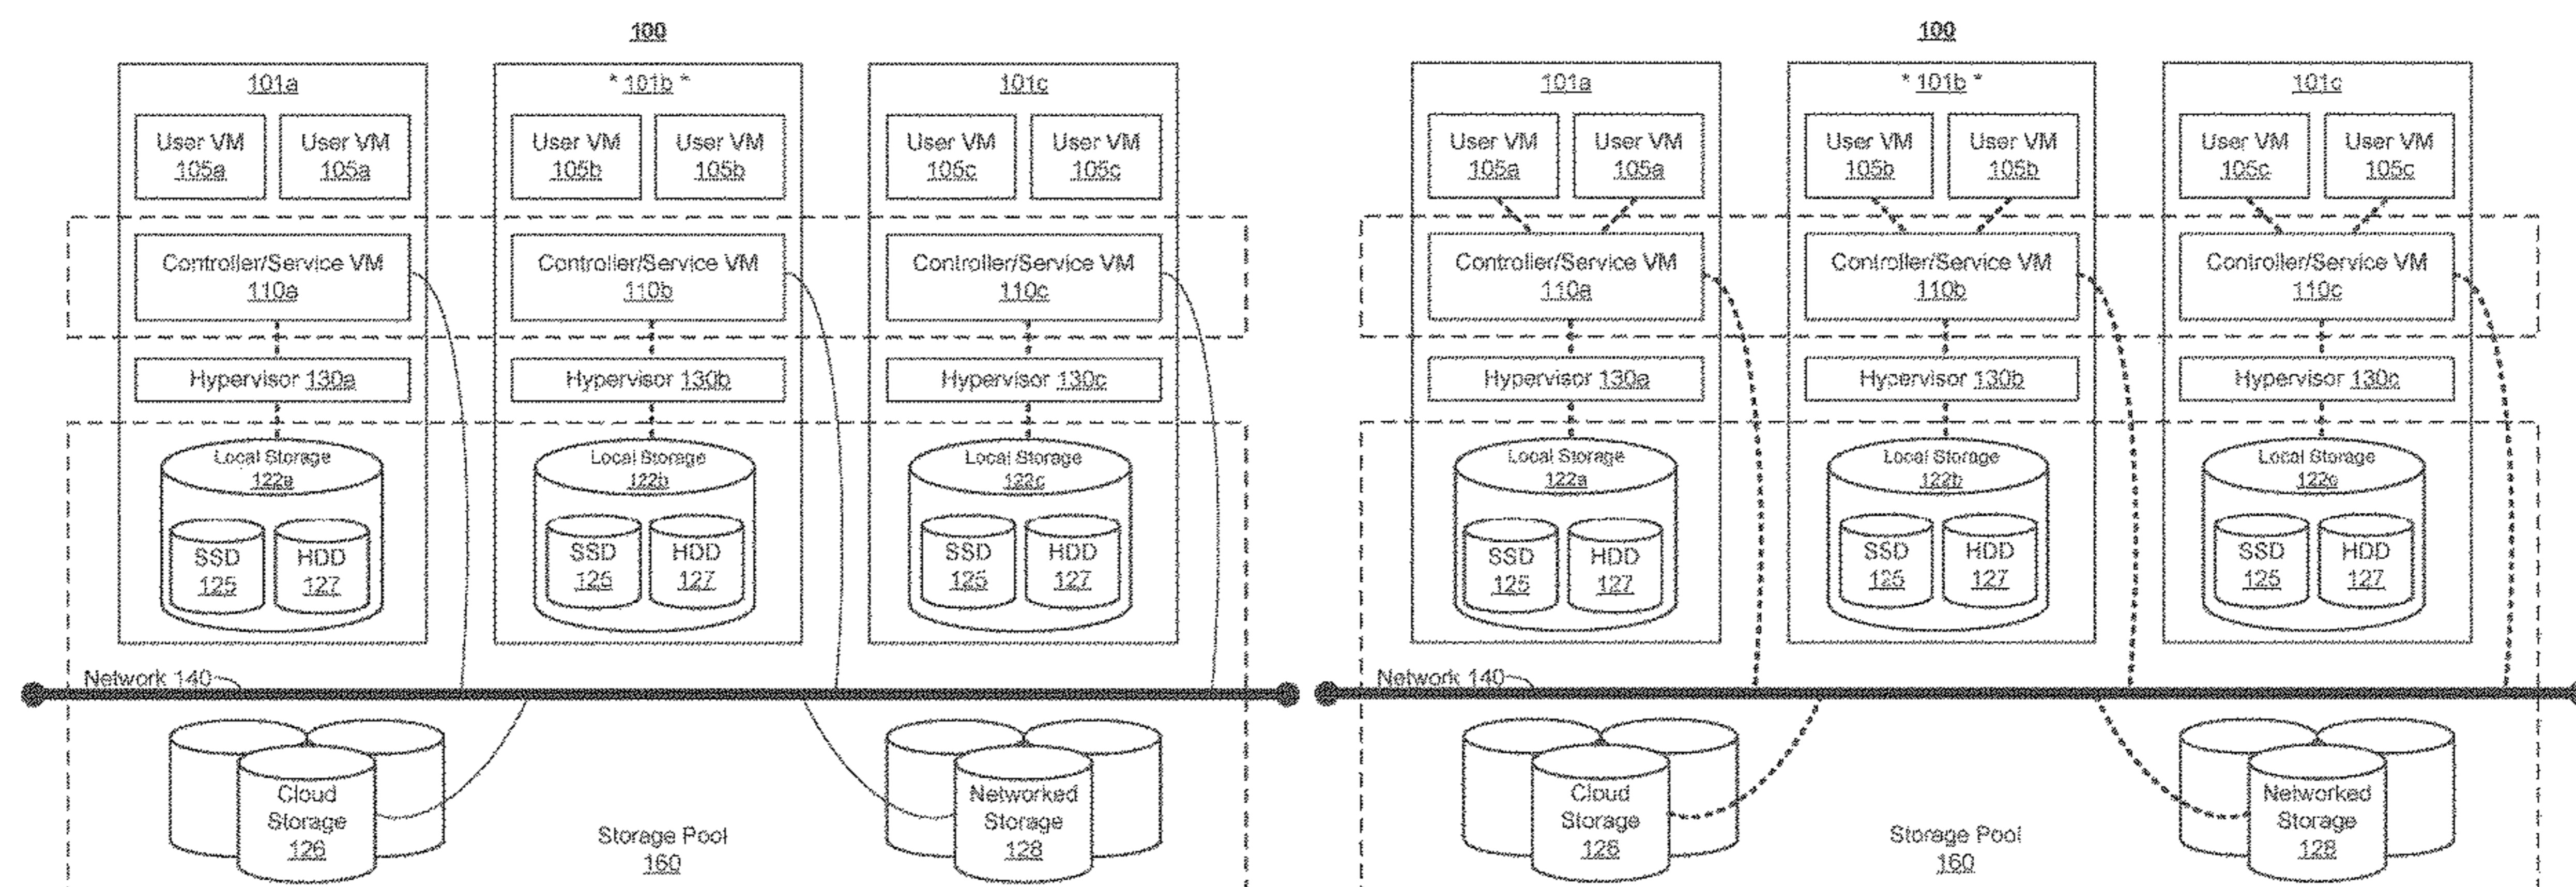 100
101a
* 101b *
101c
User VM
105a
User VM
105a
User VM
105b
User VM
105b
User VM
105c
User VM
105c
Controller/Service VM
110a
Controller/Service VM
110b
Controller/Service VM
110c
Hypervisor 130a
Hypervisor 130b
Hypervisor 130c
Local Storage
122a
Local Storage
122b
Local Storage
122c
SSD
125
HDD
127
SSD
125
HDD
127
SSD
125
HDD
127
Network 140
Cloud
Storage
126
Storage Pool
160
Networked
Storage
128
100
101a
* 101b *
101c
User VM
105a
User VM
105a
User VM
105b
User VM
105b
User VM
105c
User VM
105c
Controller/Service VM
110a
Controller/Service VM
110b
Controller/Service VM
110c
Hypervisor 130a
Hypervisor 130b
Hypervisor 130c
Local Storage
122a
Local Storage
122b
Local Storage
122c
SSD
125
HDD
127
SSD
125
HDD
127
SSD
125
HDD
127
Network 140
Cloud
Storage
126
Storage Pool
160
Networked
Storage
128